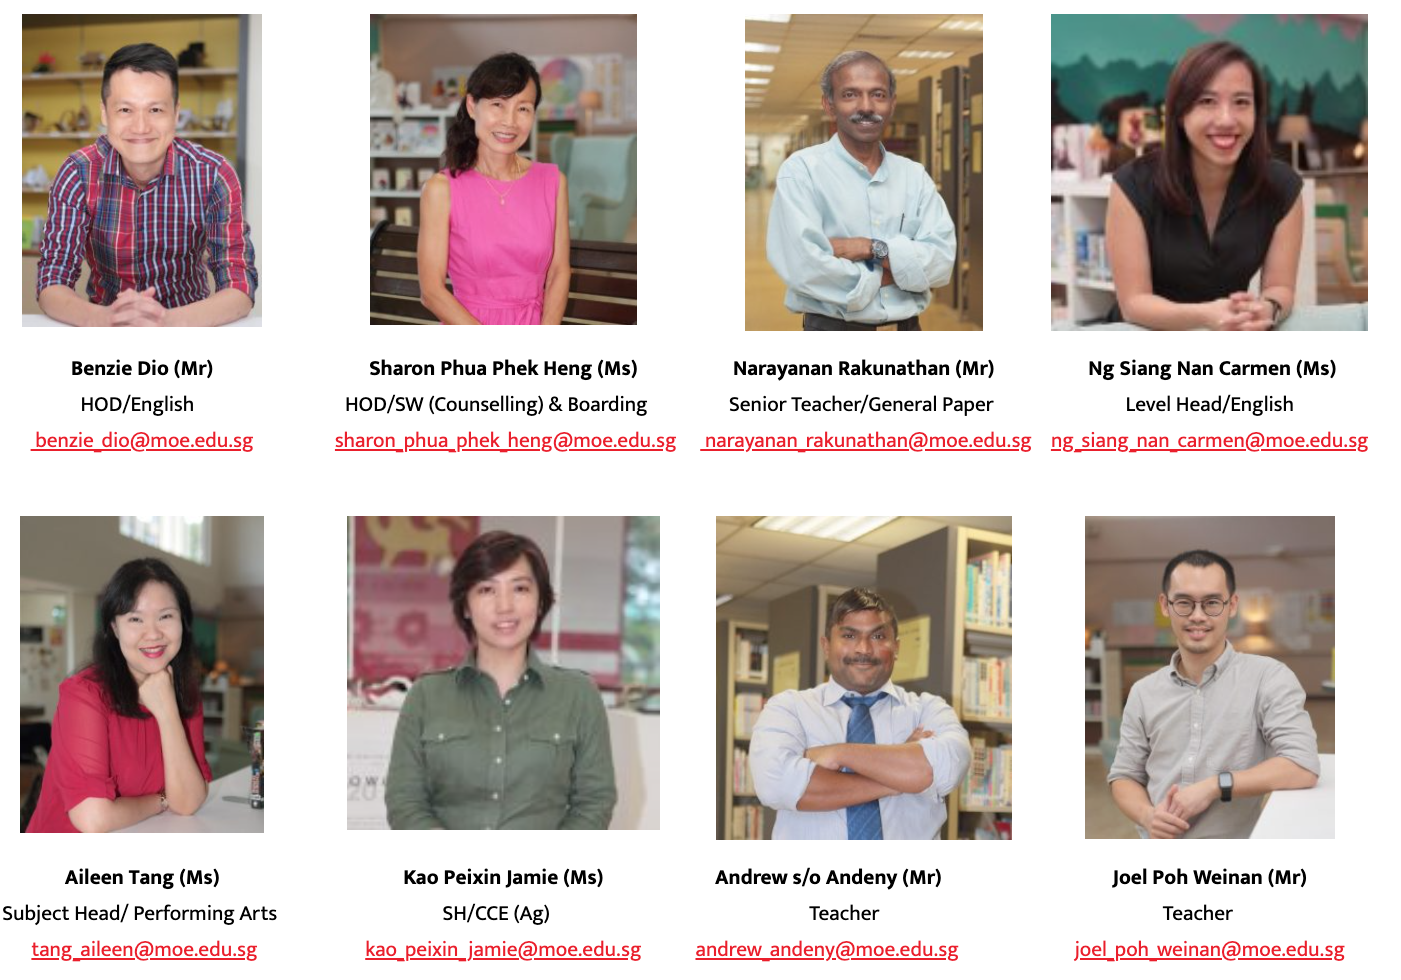 Benzie Dio (Mr)
HOD/English
benzie_dio@moe.edu.sg
Sharon Phua Phek Heng (Ms)
HOD/SW (Counselling) & Boarding
sharon_phua_phek_heng@moe.edu.sg
Narayanan Rakunathan (Mr)
Senior Teacher/General Paper
narayanan_rakunathan@moe.edu.sg
Ng Siang Nan Carmen (Ms)
Level Head/English
ng_siang_nan_carmen@moe.edu.sg
Aileen Tang (Ms)
Subject Head/ Performing Arts
tang_aileen@moe.edu.sg
Kao Peixin Jamie (Ms)
SH/CCE (Ag)
kao_peixin_jamie@moe.edu.sg
Andrew s/o Andeny (Mr)
Teacher
andrew_andeny@moe.edu.sg
Joel Poh Weinan (Mr)
Teacher
joel_poh_weinan@moe.edu.sg